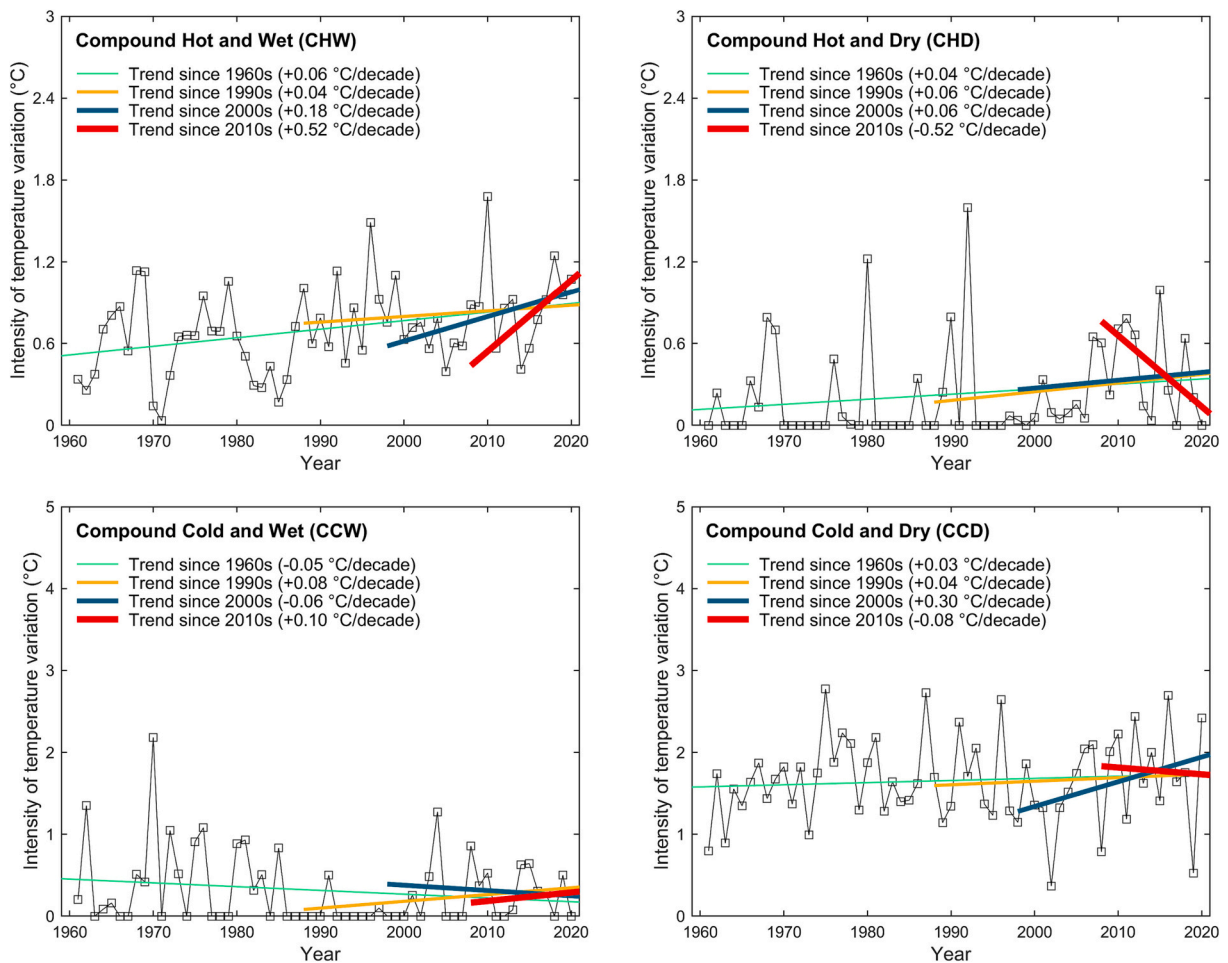 Compound Hot and Wet (CHW)
Trend since 1960s (+0.06 °C/decade)
Trend since 1990s (+0.04 °C/decade)
Trend since 2000s (+0.18 °C/decade)
Trend since 2010s (+0.52 °C/decade)
Intensity of temperature variation (°C)
3
2.4
1.8
1.2
0.6
0
1960 1970 1980 1990 2000 2010 2020
Year
Compound Hot and Dry (CHD)
Trend since 1960s (+0.04 °C/decade)
Trend since 1990s (+0.06 °C/decade)
Trend since 2000s (+0.06 °C/decade)
Trend since 2010s (-0.52 °C/decade)
Intensity of temperature variation (°C)
3
2.4
1.8
1.2
0.6
0
1960 1970 1980 1990 2000 2010 2020
Year
Compound Cold and Wet (CCW)
Trend since 1960s (-0.05 °C/decade)
Trend since 1990s (+0.08 °C/decade)
Trend since 2000s (-0.06 °C/decade)
Trend since 2010s (+0.10 °C/decade)
Intensity of temperature variation (°C)
5
4
3
2
1
0
1960 1970 1980 1990 2000 2010 2020
Year
Compound Cold and Dry (CCD)
Trend since 1960s (+0.03 °C/decade)
Trend since 1990s (+0.04 °C/decade)
Trend since 2000s (+0.30 °C/decade)
Trend since 2010s (-0.08 °C/decade)
Intensity of temperature variation (°C)
5
4
3
2
1
0
1960 1970 1980 1990 2000 2010 2020
Year